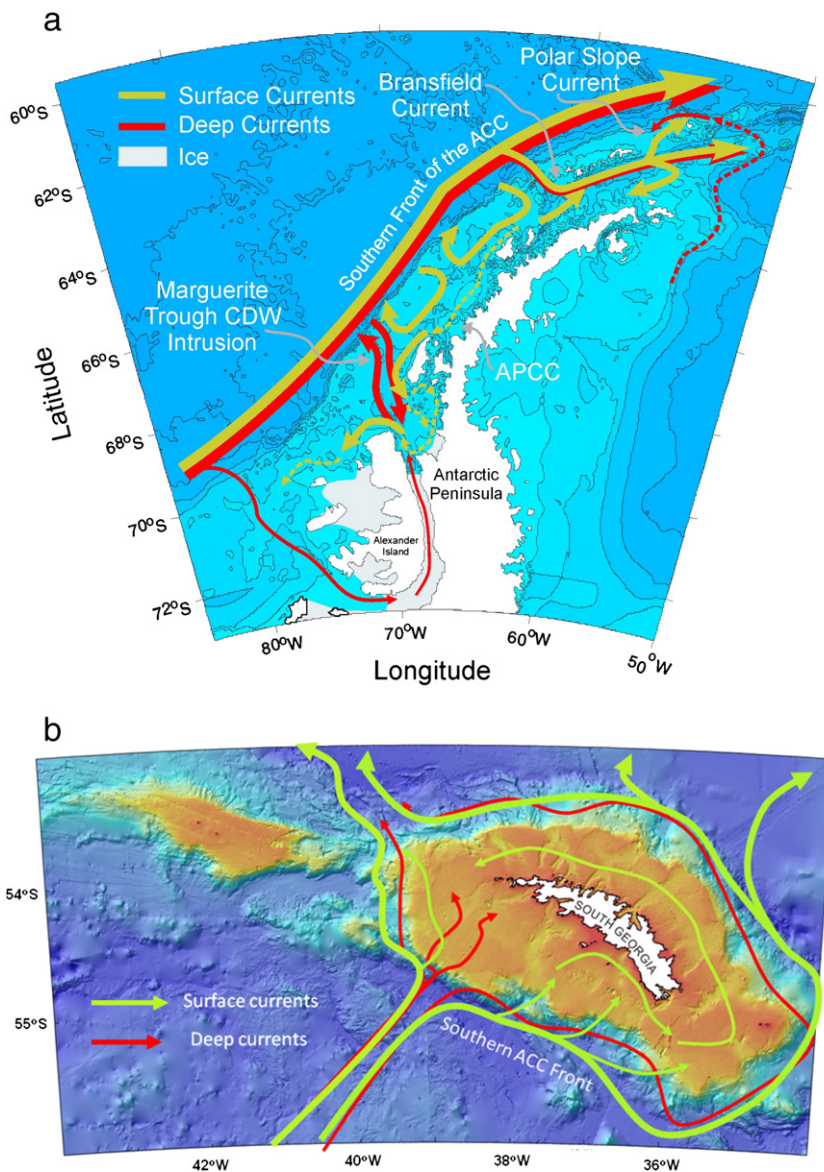 a
Surface Currents
Deep Currents
Ice
Bransfield
Current
Polar Slope
Current
Southern Front of the ACC
Marguerite
Trough CDW
Intrusion
APCC
Antarctic
Peninsula
Alexander
Island
Latitude
60°S
62°S
64°S
66°S
68°S
70°S
72°S
80°W
70°W
60°W
50°W
Longitude
b
54°S
55°S
SOUTH GEORGIA
Surface currents
Deep currents
Southern ACC Front
42°W
40°W
38°W
36°W